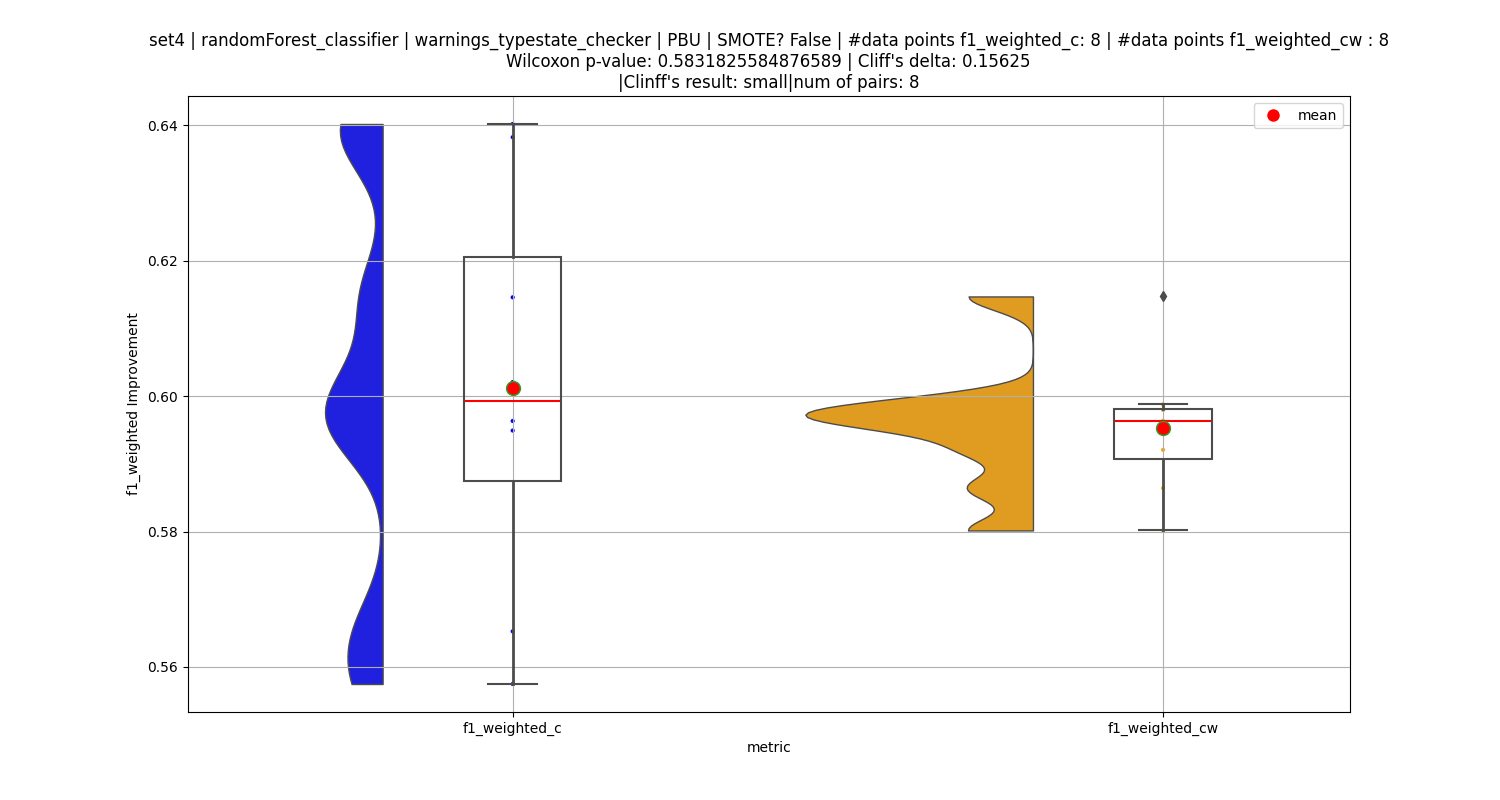 set4 | randomForest_classifier | warnings_typestate_checker | PBU | SMOTE? False | #data points f1_weighted_c: 8 | #data points f1_weighted_cw : 8
Wilcoxon p-value: 0.5831825584876589 | Cliff's delta: 0.15625
|Clinff's result: small|num of pairs: 8
mean
0.64
0.62
0.60
0.58
0.56
f1_weighted Improvement
f1_weighted_c
f1_weighted_cw
metric